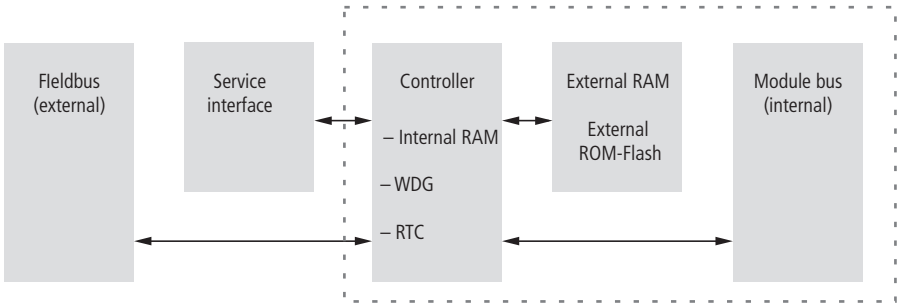 FIeldbus
(external)
Service
interface
Controller
– Internal RAM
– WDG
– RTC
External RAM
External
ROM-Flash
Module bus
(internal)